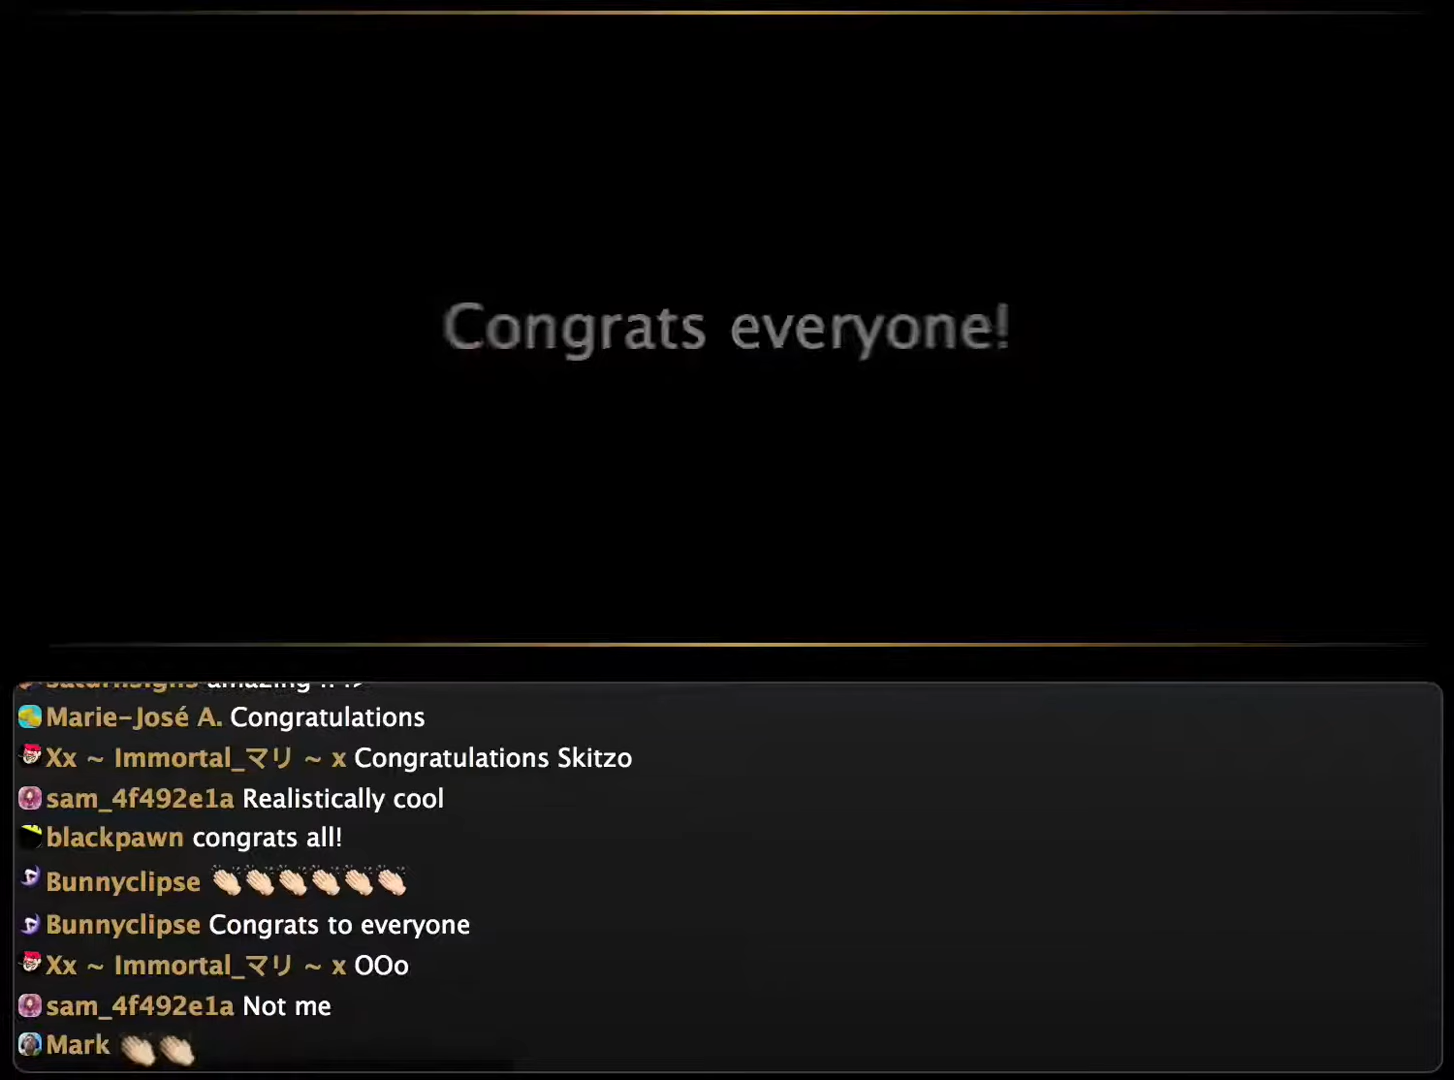 Congrats everyone!
saturnsigns amazing !!
Marie-José A. Congratulations
Xx ~ Immortal_マリ ~ x Congratulations Skitzo
sam_4f492e1a Realistically cool
blackpawn congrats all!
Bunnyclipse 👏🏻👏🏻👏🏻👏🏻👏🏻👏🏻
Bunnyclipse Congrats to everyone
Xx ~ Immortal_マリ ~ x OOo
sam_4f492e1a Not me
Mark 👏🏻👏🏻